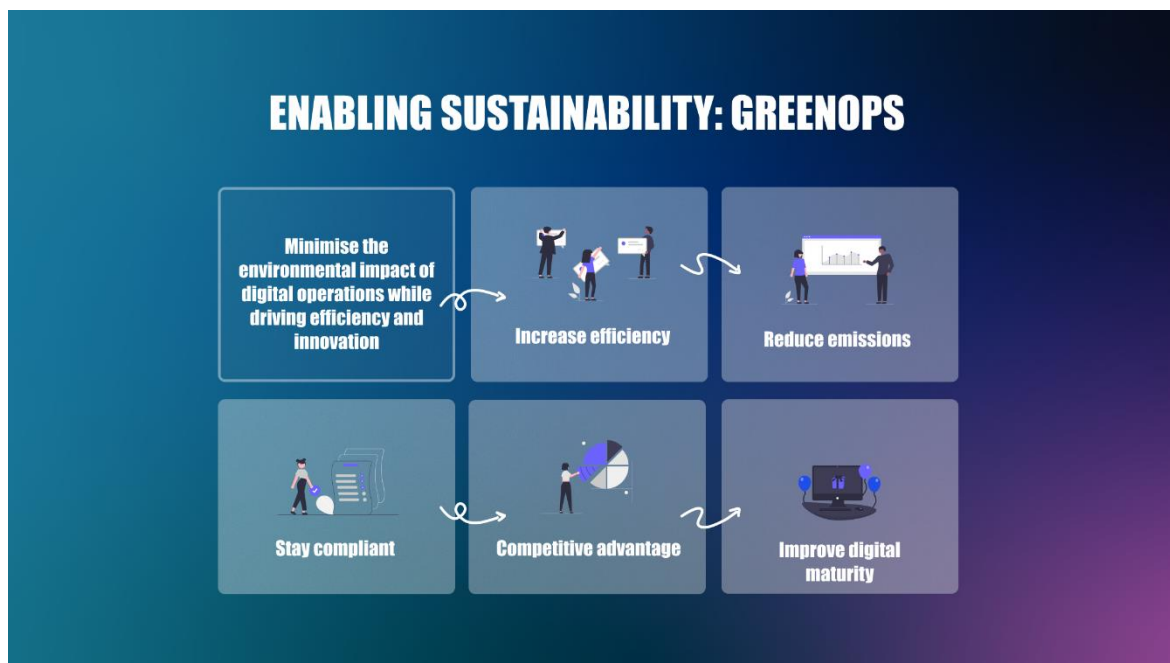 ENABLING SUSTAINABILITY: GREENOPS
Minimise the
environmental impact of
digital operations while
driving efficiency and
innovation
Increase efficiency
Reduce emissions
Stay compliant
Competitive advantage
Improve digital
maturity